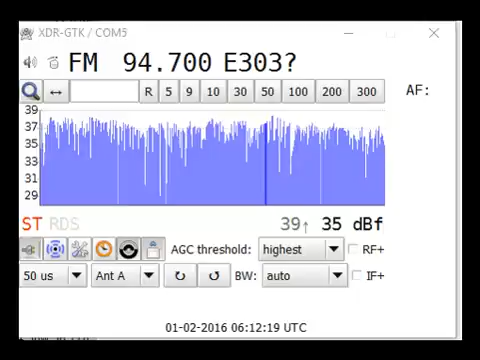 XDR-GTK / COM5
FM 94.700 E303?
R 5 9 10 30 50 100 200 300 AF:
39
37
35
33
31
29
ST RDS 39↑ 35 dBf
AGC threshold: highest RF+
50 us Ant A BW: auto IF+
01-02-2016 06:12:19 UTC